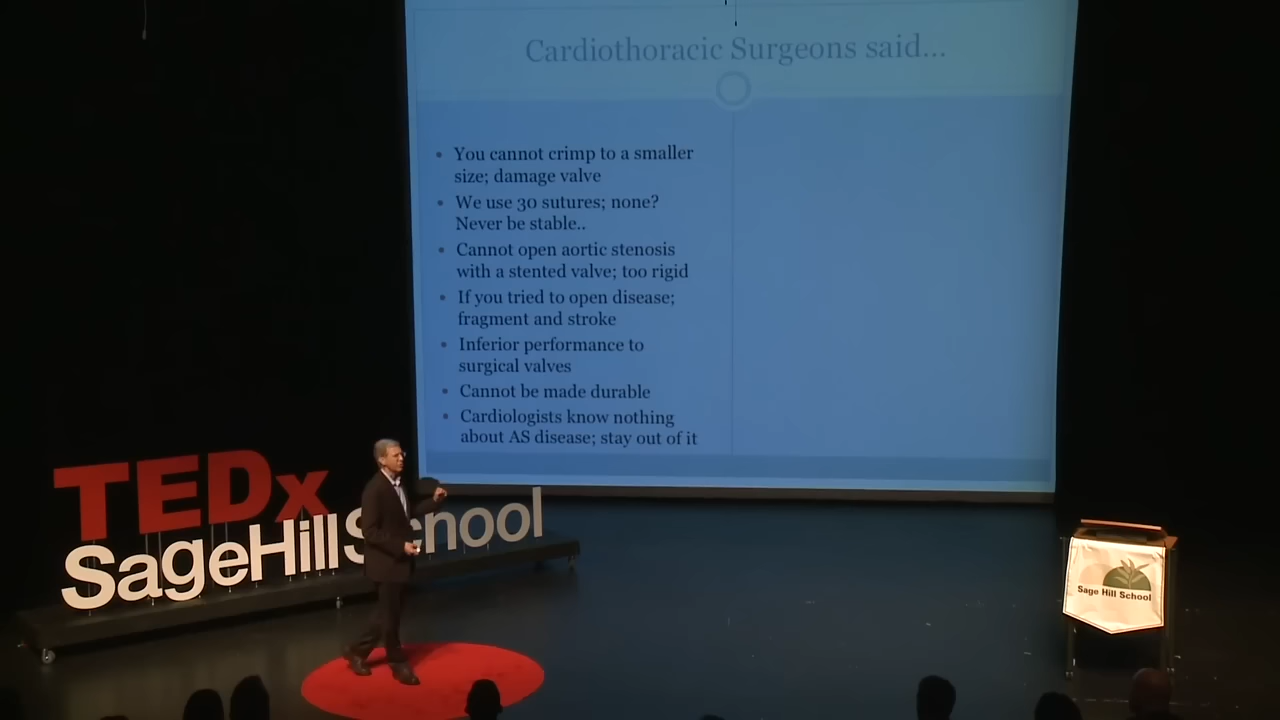 Cardiothoracic Surgeons said...
• You cannot crimp to a smaller
size; damage valve
• We use 30 sutures; none?
Never be stable..
• Cannot open aortic stenosis
with a stented valve; too rigid
• If you tried to open disease;
fragment and stroke
• Inferior performance to
surgical valves
• Cannot be made durable
• Cardiologists know nothing
about AS disease; stay out of it
TEDx
SageHillSchool
Sage Hill School